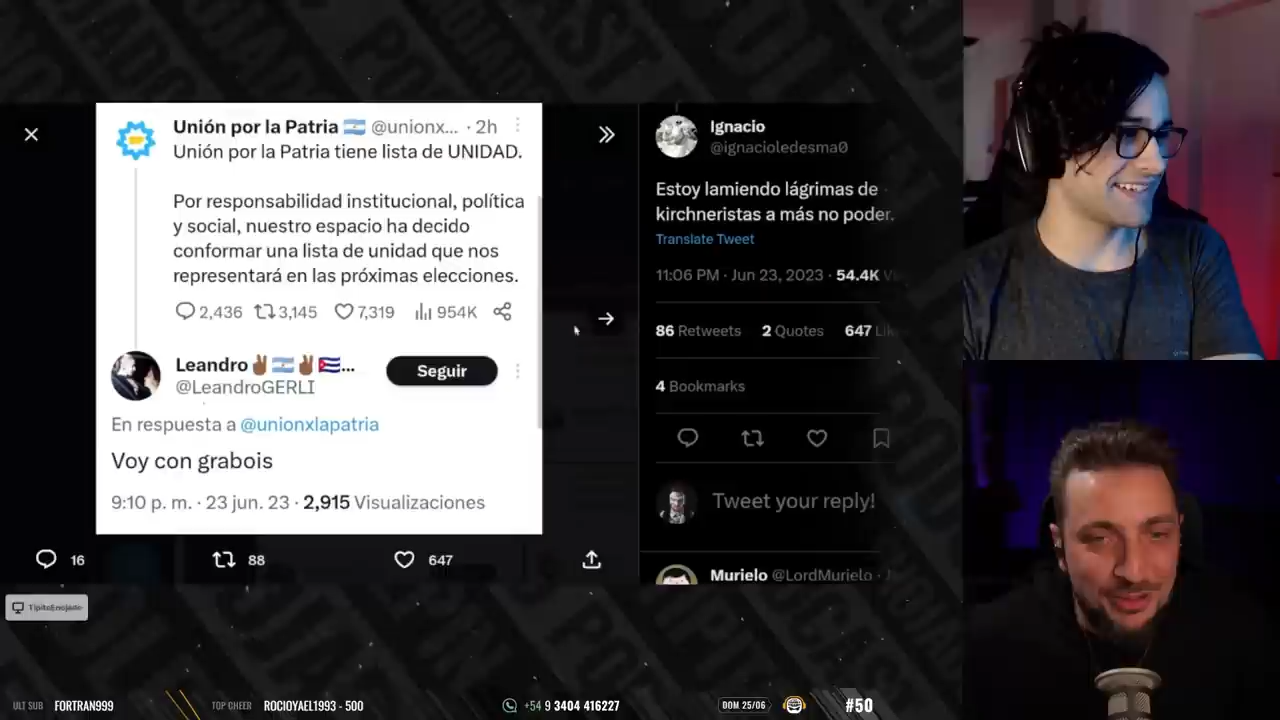 Unión por la Patria 🇦🇷 @unionx... · 2h
Unión por la Patria tiene lista de UNIDAD.
Por responsabilidad institucional, política
y social, nuestro espacio ha decido
conformar una lista de unidad que nos
representará en las próximas elecciones.
2,436 3,145 7,319 954K
Leandro✌🏾🇦🇷✌🏾🇨🇺...
@LeandroGERLI
Seguir
En respuesta a @unionxlapatria
Voy con grabois
9:10 p. m. · 23 jun. 23 · 2,915 Visualizaciones
16 88 647
Ignacio
@ignacioledesma0
Estoy lamiendo lágrimas de
kirchneristas a más no poder.
Translate Tweet
11:06 PM · Jun 23, 2023 · 54.4K
86 Retweets 2 Quotes 647
4 Bookmarks
Tweet your reply!
Murielo @LordMurielo ·
TipitoEnojado
ULT SUB FORTRAN999
TOP CHEER ROCIOYAEL1993 - 500
+54 9 3404 416227
DOM 25/06
#50